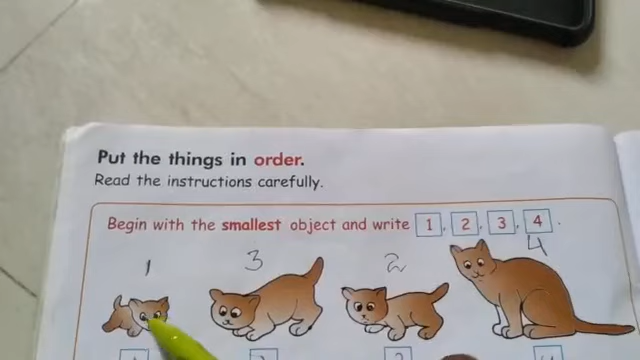 Put the things in order.
Read the instructions carefully.
Begin with the smallest object and write 1, 2, 3, 4.
1 3 2 4